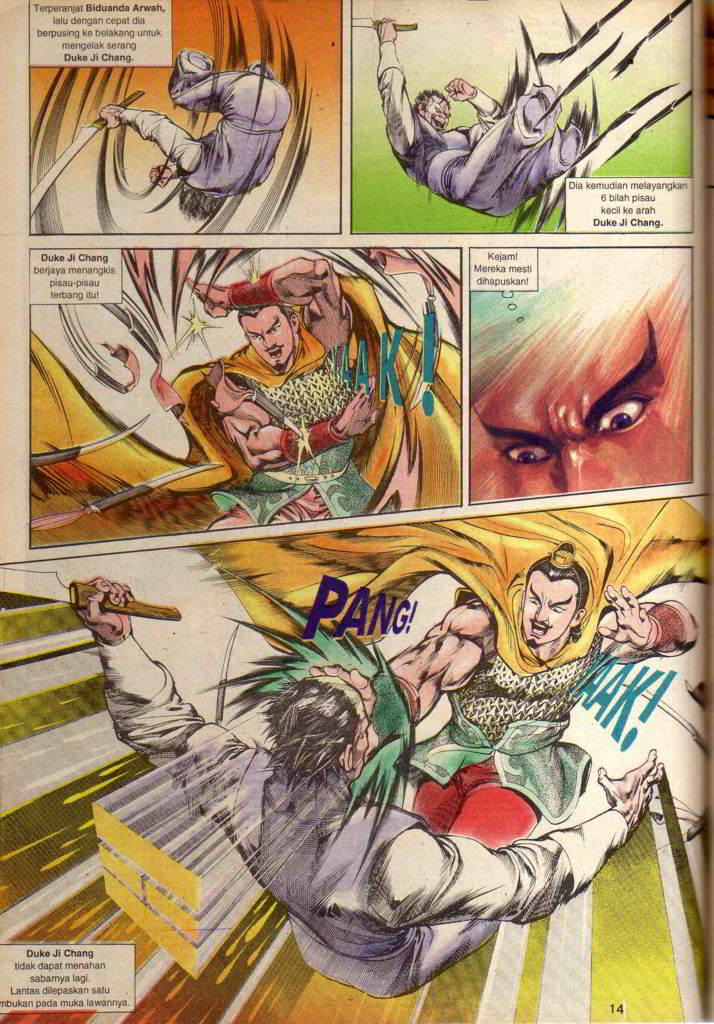 Terperanjat Biduanda Arwah,
lalu dengan cepat dia
berpusing ke belakang untuk
mengelak serang
Duke Ji Chang.
Dia kemudian melayangkan
6 bilah pisau
kecil ke arah
Duke Ji Chang.
Duke Ji Chang
berjaya menangkis
pisau-pisau
terbang itu!
AAK!
Kejam!
Mereka mesti
dihapuskan!
PANG!
AAK!
Duke Ji Chang
tidak dapat menahan
sabarnya lagi.
Lantas dilepaskan satu
mbukan pada muka lawannya.
14